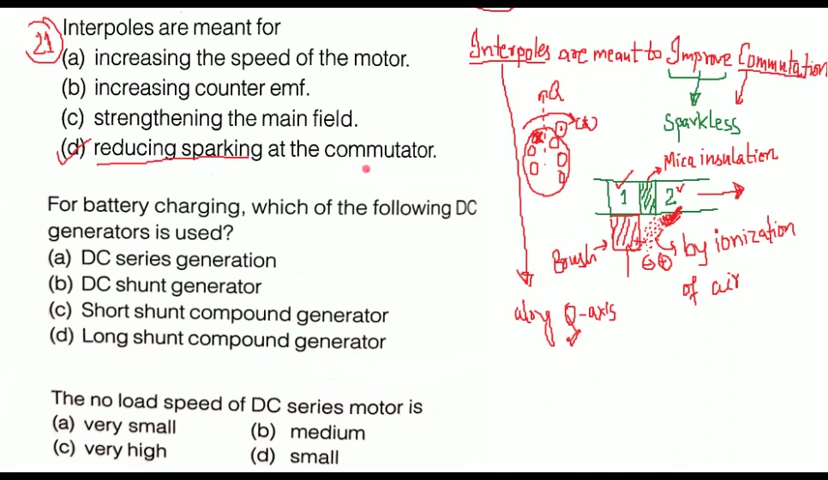 21
Interpoles are meant for
(a) increasing the speed of the motor.
(b) increasing counter emf.
(c) strengthening the main field.
(d) reducing sparking at the commutator.
For battery charging, which of the following DC
generators is used?
(a) DC series generation
(b) DC shunt generator
(c) Short shunt compound generator
(d) Long shunt compound generator
The no load speed of DC series motor is
(a) very small
(b) medium
(c) very high
(d) small
Interpoles are meant to Improve Commutation
Sparkless
Q
Mica insulation
1 2
Brush
by ionization
of air
along Q-axis